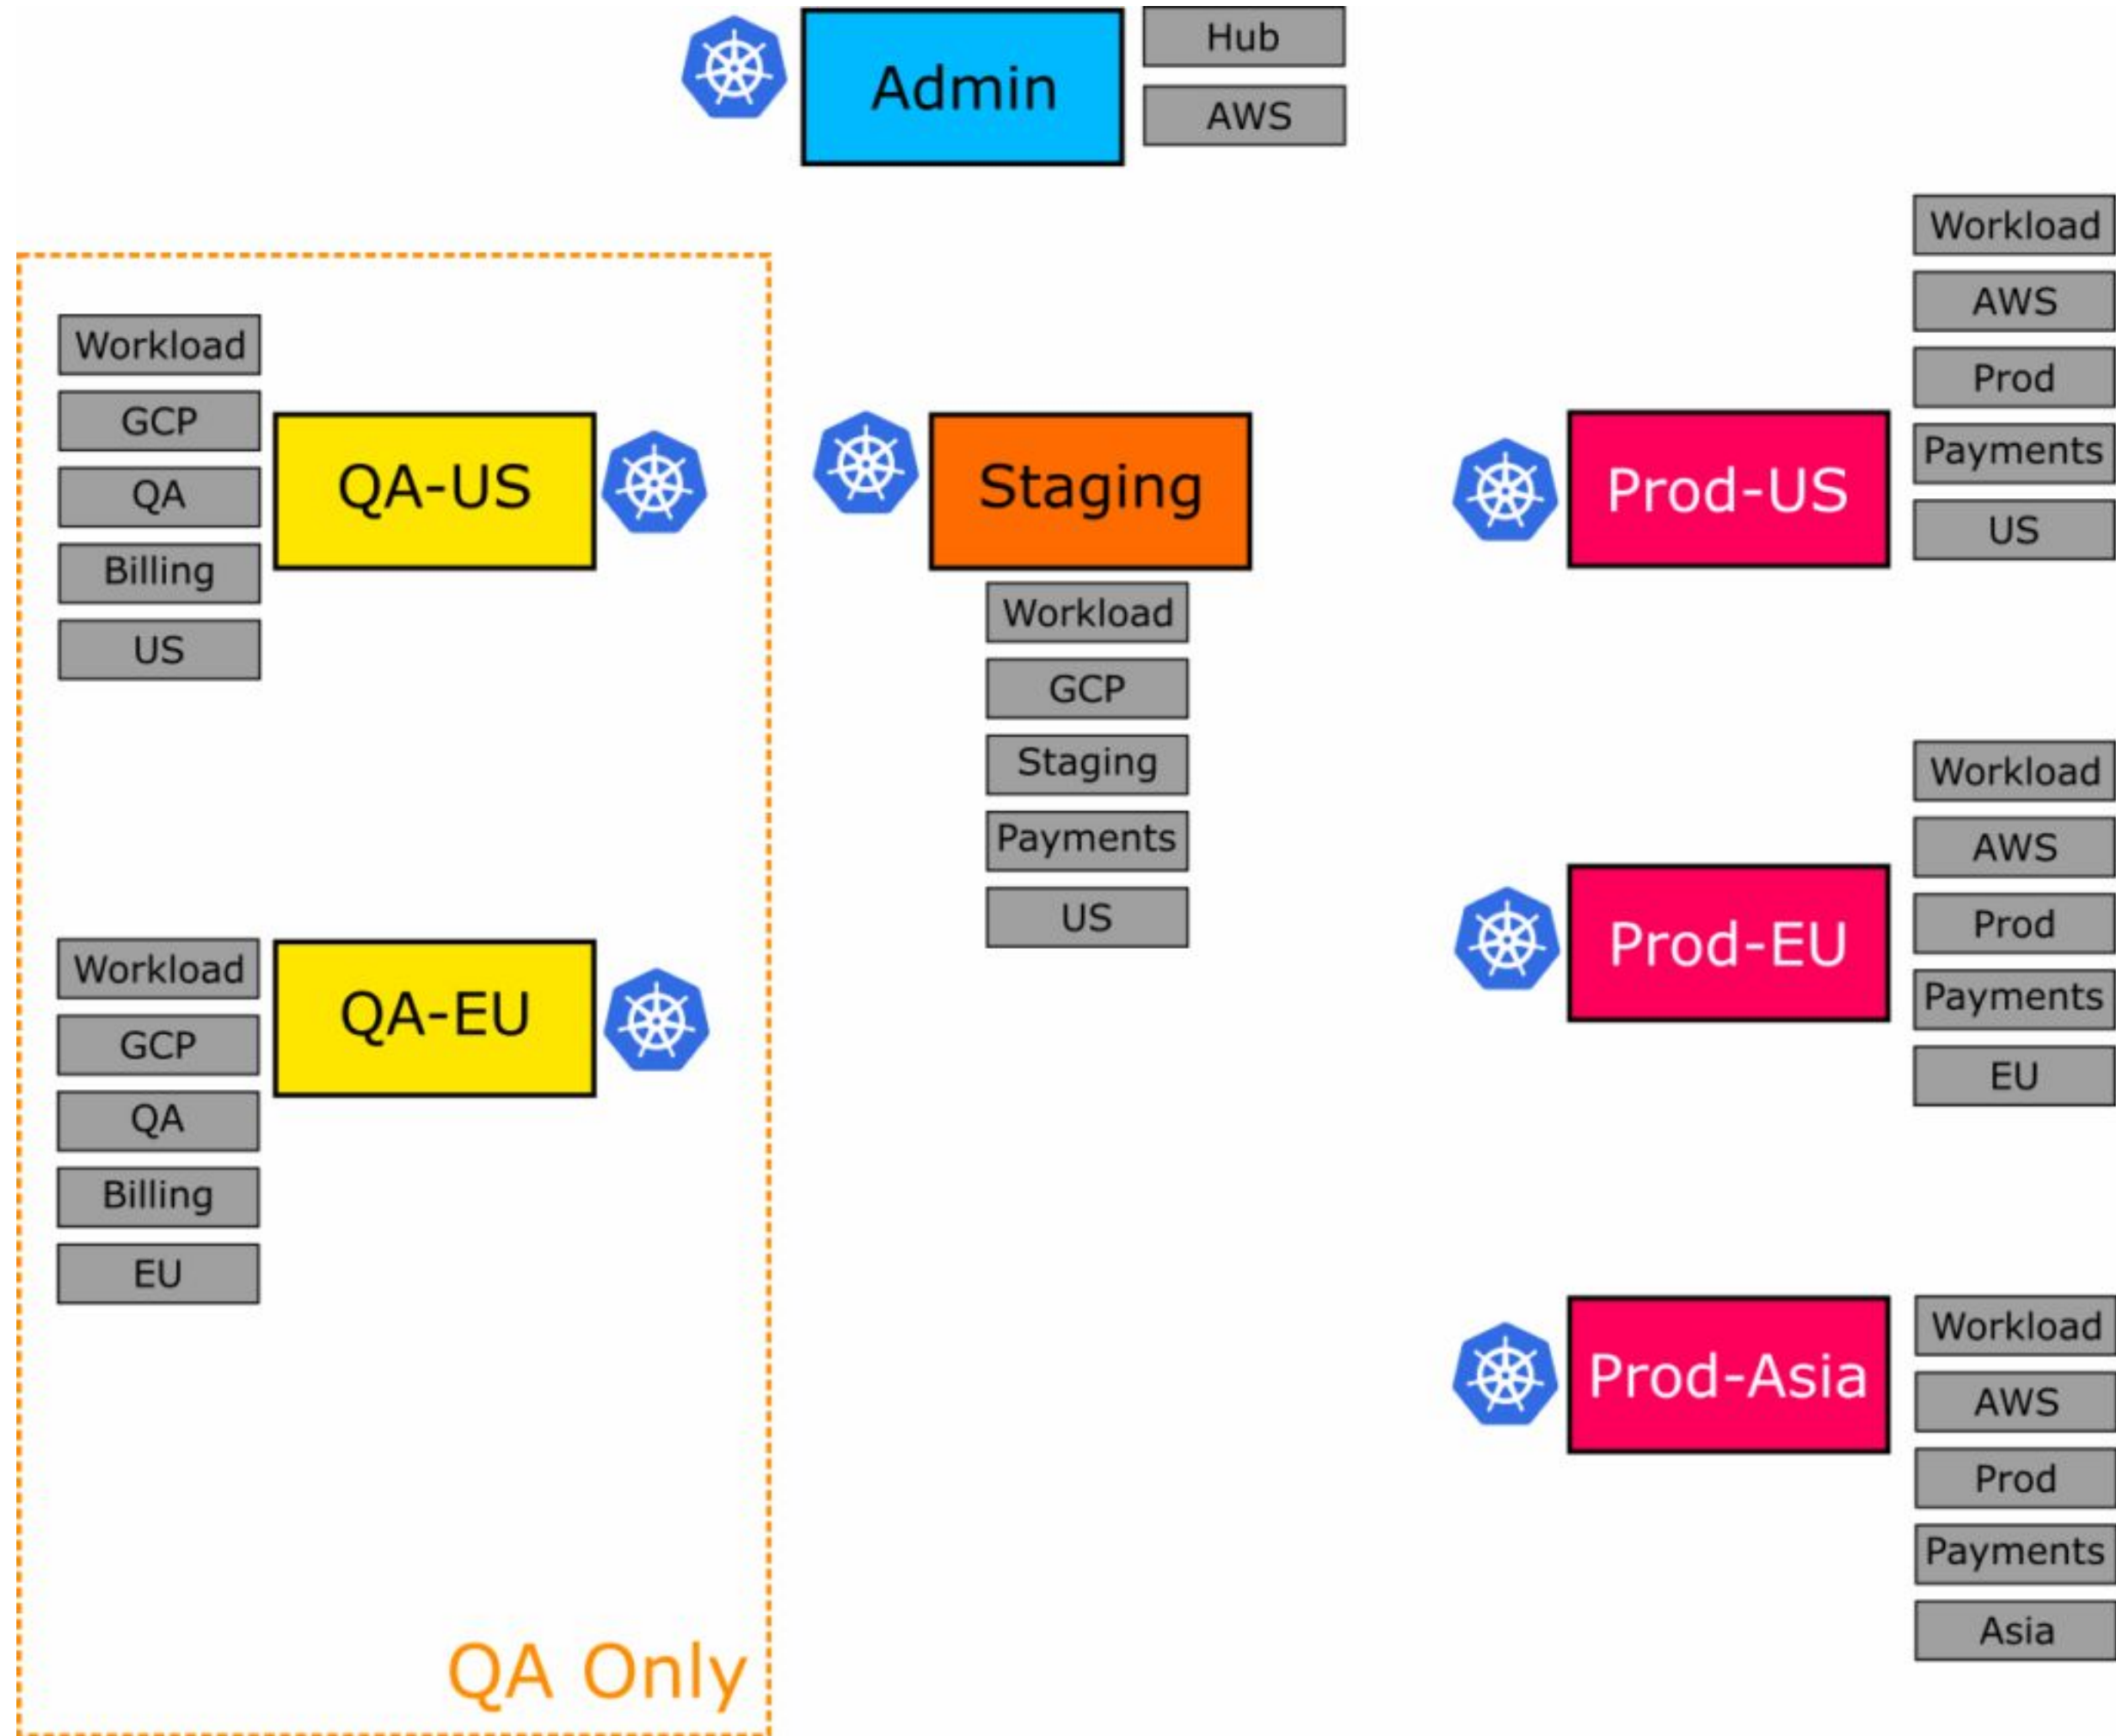 Admin
Hub
AWS
Workload
GCP
QA
Billing
US
QA-US
Workload
GCP
QA
Billing
EU
QA-EU
QA Only
Staging
Workload
GCP
Staging
Payments
US
Prod-US
Workload
AWS
Prod
Payments
US
Prod-EU
Workload
AWS
Prod
Payments
EU
Prod-Asia
Workload
AWS
Prod
Payments
Asia